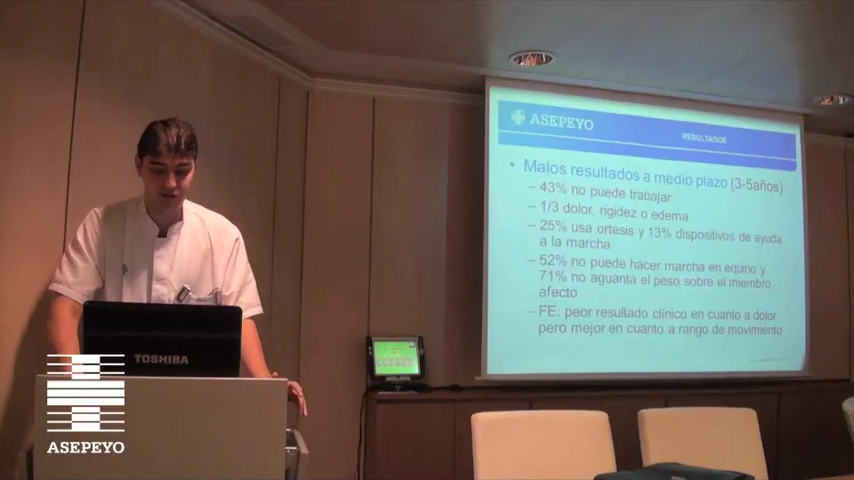 ASEPEYO
RESULTADOS
• Malos resultados a medio plazo (3-5años)
– 43% no puede trabajar
– 1/3 dolor, rigidez o edema
– 25% usa ortesis y 13% dispositivos de ayuda
a la marcha
– 52% no puede hacer marcha en equino y
71% no aguanta el peso sobre el miembro
afecto
– FE: peor resultado clínico en cuanto a dolor
pero mejor en cuanto a rango de movimiento
TOSHIBA
ASEPEYO